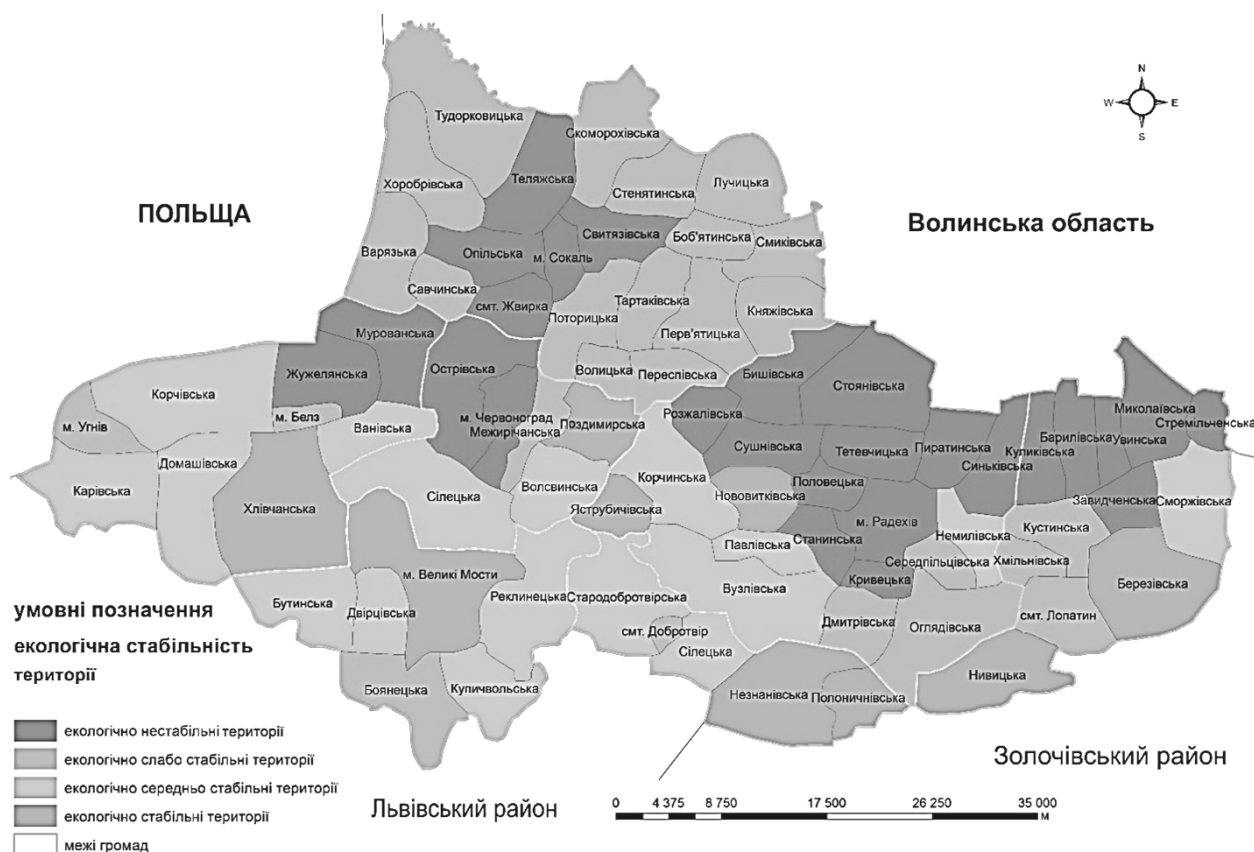 N
W E
S
ПОЛЬЩА
Волинська область
Тудорковицька
Скоморохівська
Теляжська
Хоробрівська
Стенятинська
Лучицька
Варязька
Опільська
Свитязівська
м. Сокаль
Боб'ятинська
Смиківська
Савчинська
смт. Жвирка
Тартаківська
Поторицька
Княжівська
Перв'ятицька
Мурованська
Острівська
Волицька
Переспівська
Бишівська
Стоянівська
Жужелянська
Корчівська
м. Белз
м. Угнів
Ванівська
м. Червоноград
Межирічанська
Поздимирська
Розжалівська
Сушнівська
Тетевчицька
Пиратинська
Синьківська
Куликівська
Барилівська
Увинська
Миколаївська
Стремільченська
Домашівська
Карівська
Хлівчанська
Сілецька
Волсвинська
Корчинська
Яструбичівська
Нововитківська
Половецька
м. Радехів
Станинська
Завидченська
Сморжівська
Кустинська
Немилівська
Хмільнівська
Середпільцівська
Березівська
Павлівська
Кривецька
Вузлівська
м. Великі Мости
Реклинецька
Стародобротвірська
Бутинська
Двірцівська
смт. Добротвір
Сілецька
Дмитрівська
Оглядівська
смт. Лопатин
Боянецька
Купичвольська
Незнанівська
Полоничнівська
Нивицька
умовні позначення
екологічна стабільність
території
екологічно нестабільні території
екологічно слабо стабільні території
екологічно середньо стабільні території
екологічно стабільні території
межі громад
Львівський район
Золочівський район
0 4 375 8 750 17 500 26 250 35 000
м